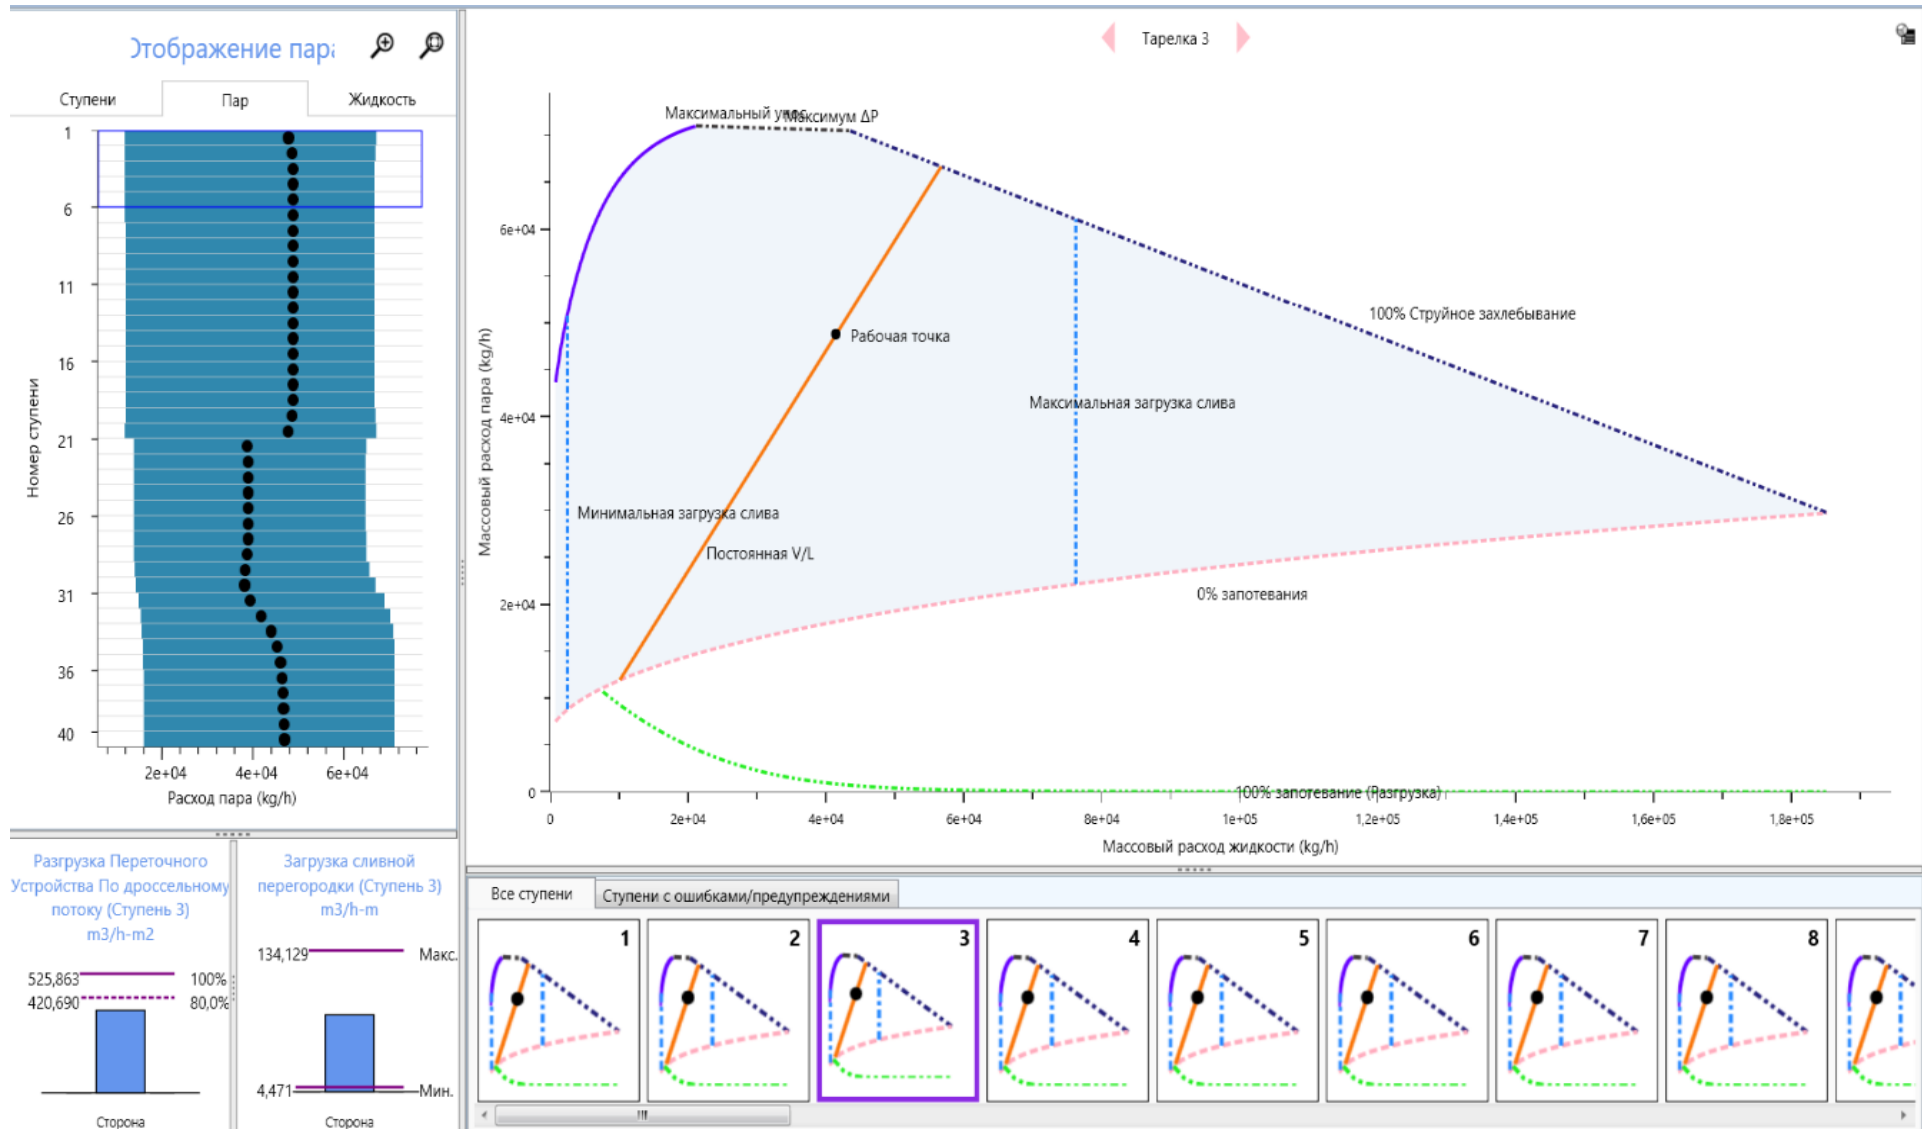 Отображение пара
Ступени
Пар
Жидкость
Номер ступени
1
6
11
16
21
26
31
36
40
2e+04
4e+04
6e+04
Расход пара (kg/h)
Разгрузка Переточного
Устройства По дроссельному
потоку (Ступень 3)
m3/h-m2
525,863
100%
420,690
80,0%
Сторона
Загрузка сливной
перегородки (Ступень 3)
m3/h-m
134,129
Макс.
4,471
Мин.
Сторона
Тарелка 3
Максимальный унос
Максимум ΔP
6e+04
4e+04
2e+04
0
Массовый расход пара (kg/h)
100% Струйное захлебывание
Рабочая точка
Максимальная загрузка слива
Минимальная загрузка слива
Постоянная V/L
0% запотевания
100% запотевание (Разгрузка)
0
2e+04
4e+04
6e+04
8e+04
1e+05
1,2e+05
1,4e+05
1,6e+05
1,8e+05
Массовый расход жидкости (kg/h)
Все ступени
Ступени с ошибками/предупреждениями
1
2
3
4
5
6
7
8